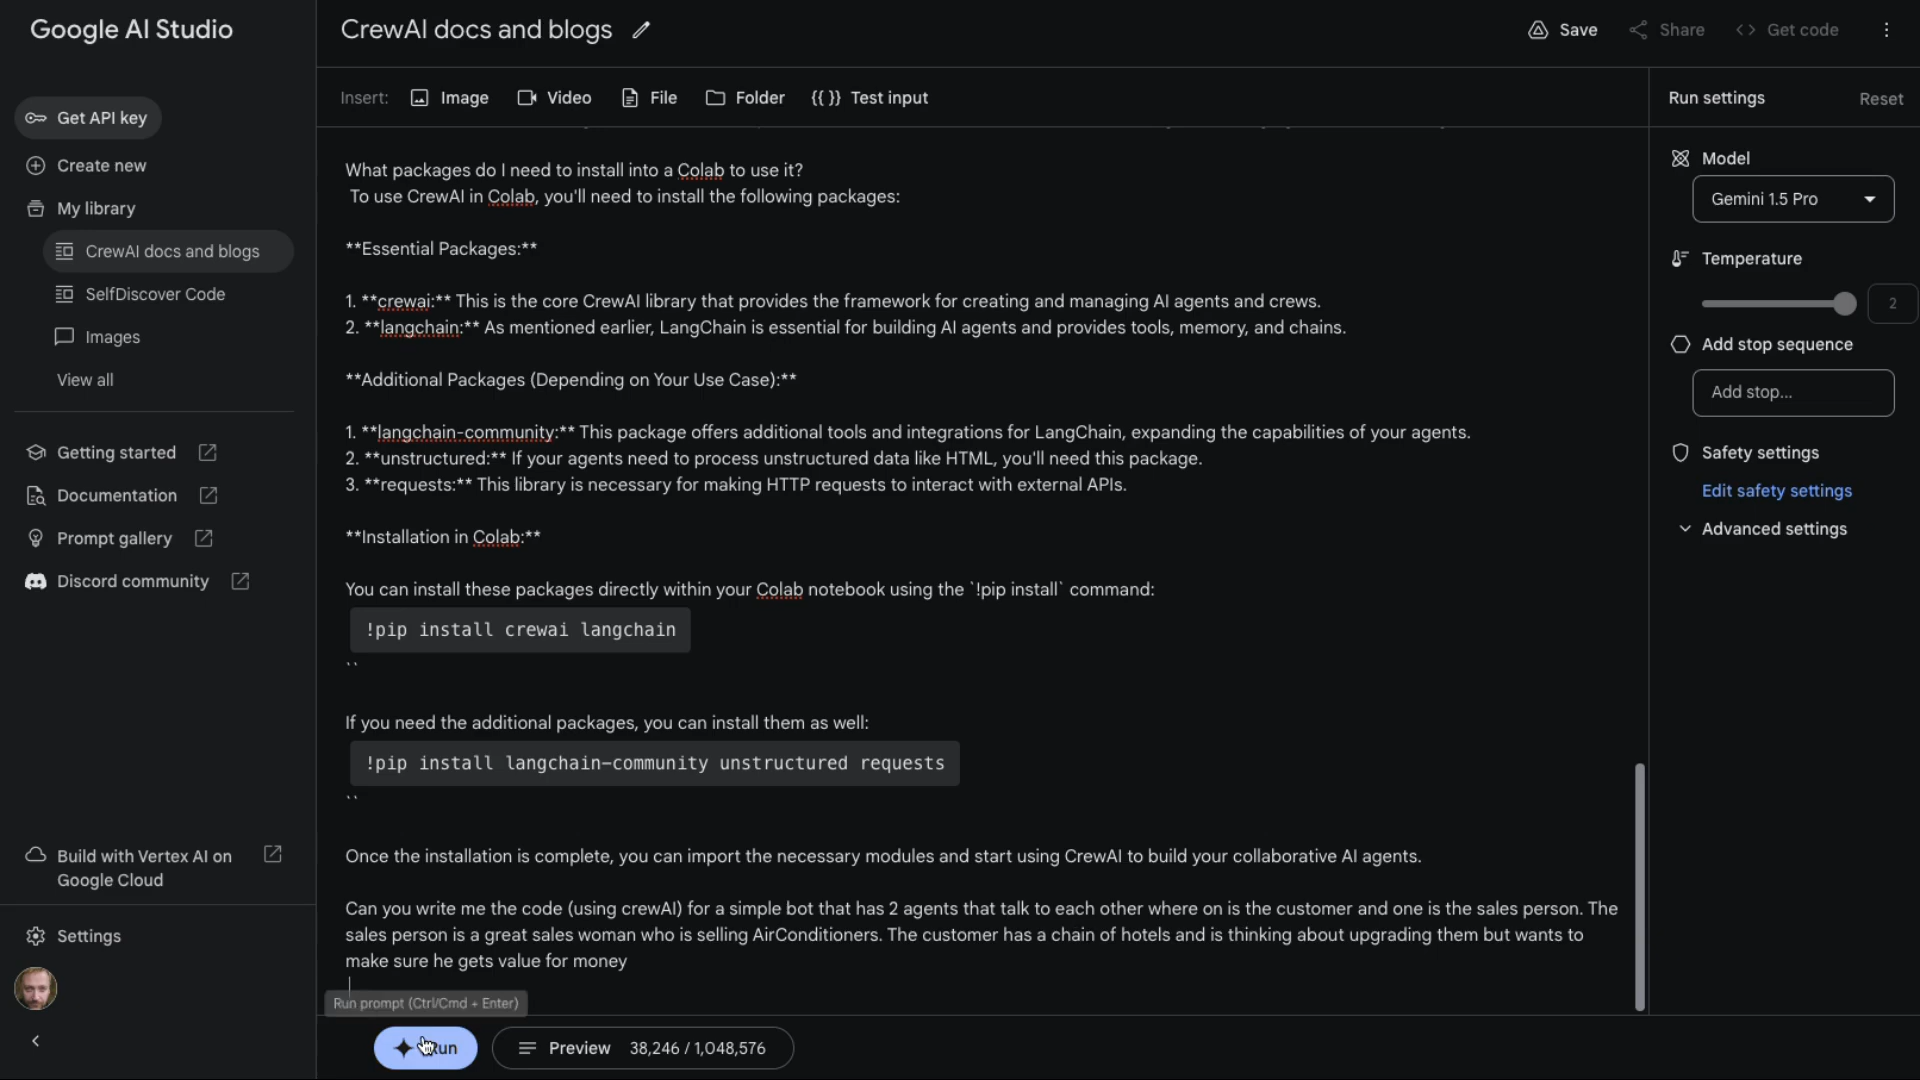 Google AI Studio
Get API key
Create new
My library
CrewAI docs and blogs
SelfDiscover Code
Images
View all
Getting started
Documentation
Prompt gallery
Discord community
Build with Vertex AI on
Google Cloud
Settings
CrewAI docs and blogs
Save
Share
Get code
Insert:
Image
Video
File
Folder
{{ }} Test input
What packages do I need to install into a Colab to use it?
To use CrewAI in Colab, you'll need to install the following packages:
**Essential Packages:**
1. **crewai:** This is the core CrewAI library that provides the framework for creating and managing AI agents and crews.
2. **langchain:** As mentioned earlier, LangChain is essential for building AI agents and provides tools, memory, and chains.
**Additional Packages (Depending on Your Use Case):**
1. **langchain-community:** This package offers additional tools and integrations for LangChain, expanding the capabilities of your agents.
2. **unstructured:** If your agents need to process unstructured data like HTML, you'll need this package.
3. **requests:** This library is necessary for making HTTP requests to interact with external APIs.
**Installation in Colab:**
You can install these packages directly within your Colab notebook using the `!pip install` command:
!pip install crewai langchain
``
If you need the additional packages, you can install them as well:
!pip install langchain-community unstructured requests
``
Once the installation is complete, you can import the necessary modules and start using CrewAI to build your collaborative AI agents.
Can you write me the code (using crewAI) for a simple bot that has 2 agents that talk to each other where on is the customer and one is the sales person. The
sales person is a great sales woman who is selling AirConditioners. The customer has a chain of hotels and is thinking about upgrading them but wants to
make sure he gets value for money
Run prompt (Ctrl/Cmd + Enter)
Run
Preview 38,246 / 1,048,576
Run settings
Reset
Model
Gemini 1.5 Pro
Temperature
2
Add stop sequence
Add stop...
Safety settings
Edit safety settings
Advanced settings